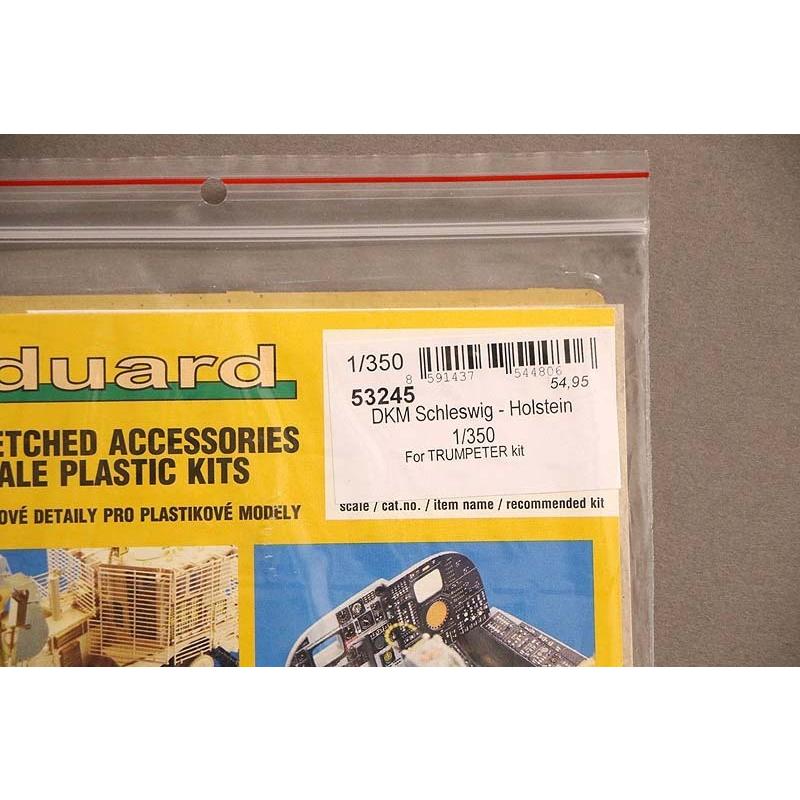 duard
ETCHED ACCESSORIES
ALE PLASTIC KITS
OVÉ DETAILY PRO PLASTIKOVÉ MODELY
1/350
8 591437 544806
53245
54,95
DKM Schleswig - Holstein
1/350
For TRUMPETER kit
scale / cat.no. / item name / recommended kit